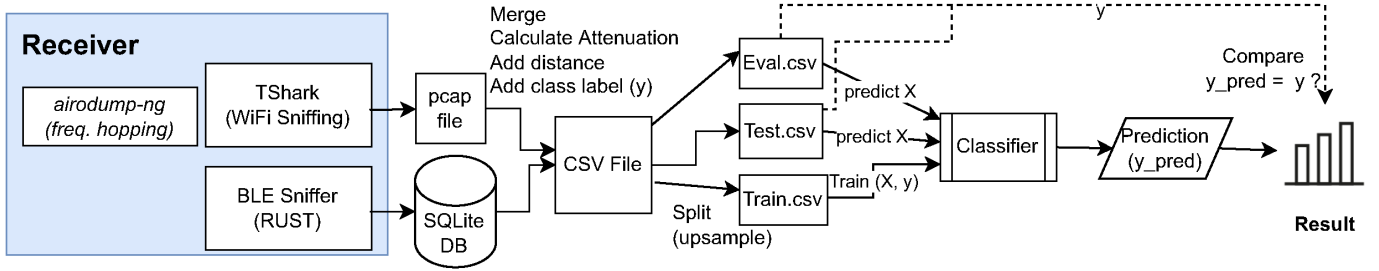 Receiver
airodump-ng
(freq. hopping)
TShark
(WiFi Sniffing)
BLE Sniffer
(RUST)
pcap
file
SQLite
DB
Merge
Calculate Attenuation
Add distance
Add class label (y)
CSV File
Split
(upsample)
Eval.csv
Test.csv
Train.csv
predict X
predict X
Train (X, y)
y
Classifier
Prediction
(y_pred)
Compare
y_pred = y ?
Result